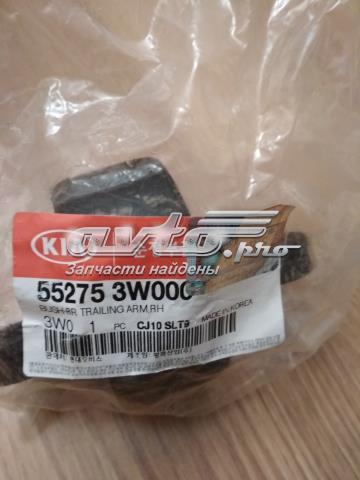 KIA
avto.pro
Запчасти найдены
55275 3W000
BUSH-RR TRAILING ARM,RH
3W0 1 PC CJ10 SLT9 MADE IN KOREA